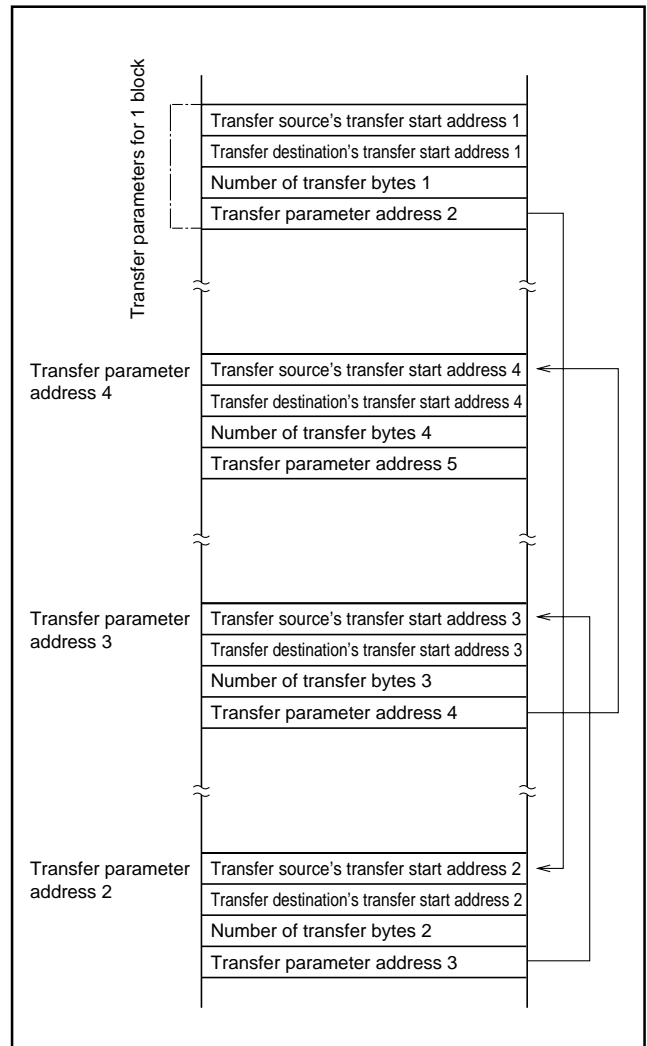 Transfer parameters for 1 block
Transfer source's transfer start address 1
Transfer destination's transfer start address 1
Number of transfer bytes 1
Transfer parameter address 2
Transfer parameter
address 4
Transfer source's transfer start address 4
Transfer destination's transfer start address 4
Number of transfer bytes 4
Transfer parameter address 5
Transfer parameter
address 3
Transfer source's transfer start address 3
Transfer destination's transfer start address 3
Number of transfer bytes 3
Transfer parameter address 4
Transfer parameter
address 2
Transfer source's transfer start address 2
Transfer destination's transfer start address 2
Number of transfer bytes 2
Transfer parameter address 3